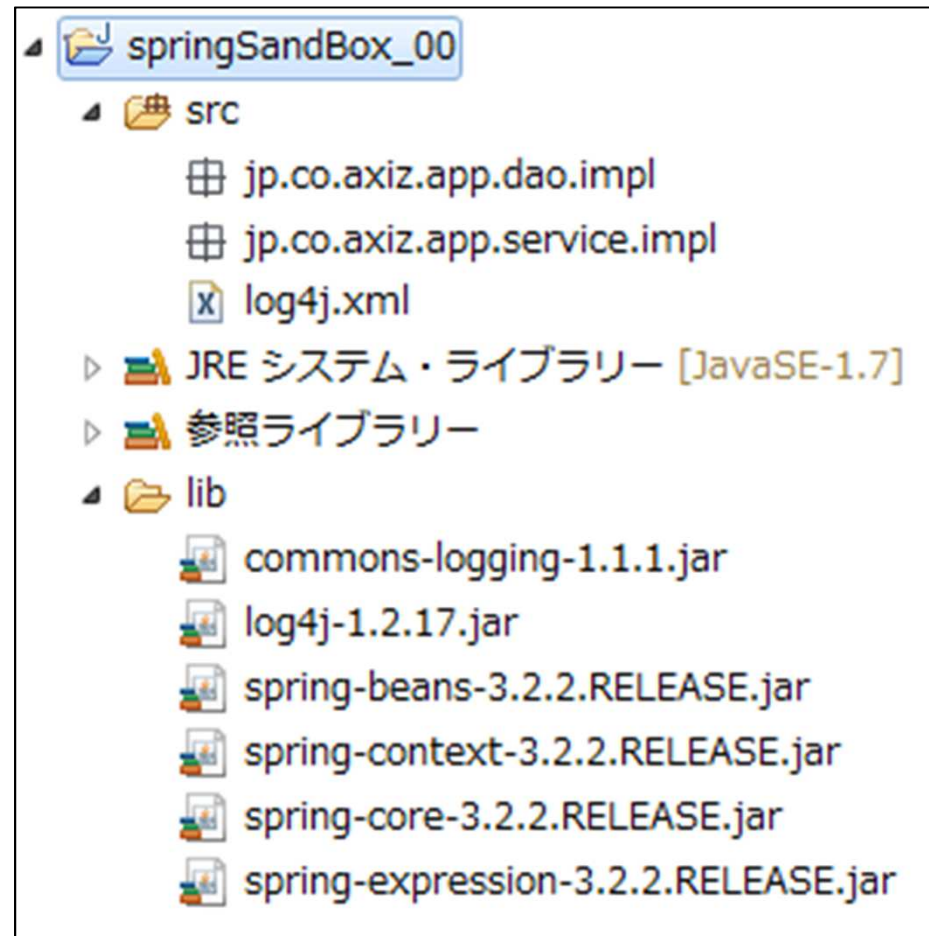 springSandBox_00
src
jp.co.axiz.app.dao.impl
jp.co.axiz.app.service.impl
log4j.xml
JRE システム・ライブラリー [JavaSE-1.7]
参照ライブラリー
lib
commons-logging-1.1.1.jar
log4j-1.2.17.jar
spring-beans-3.2.2.RELEASE.jar
spring-context-3.2.2.RELEASE.jar
spring-core-3.2.2.RELEASE.jar
spring-expression-3.2.2.RELEASE.jar